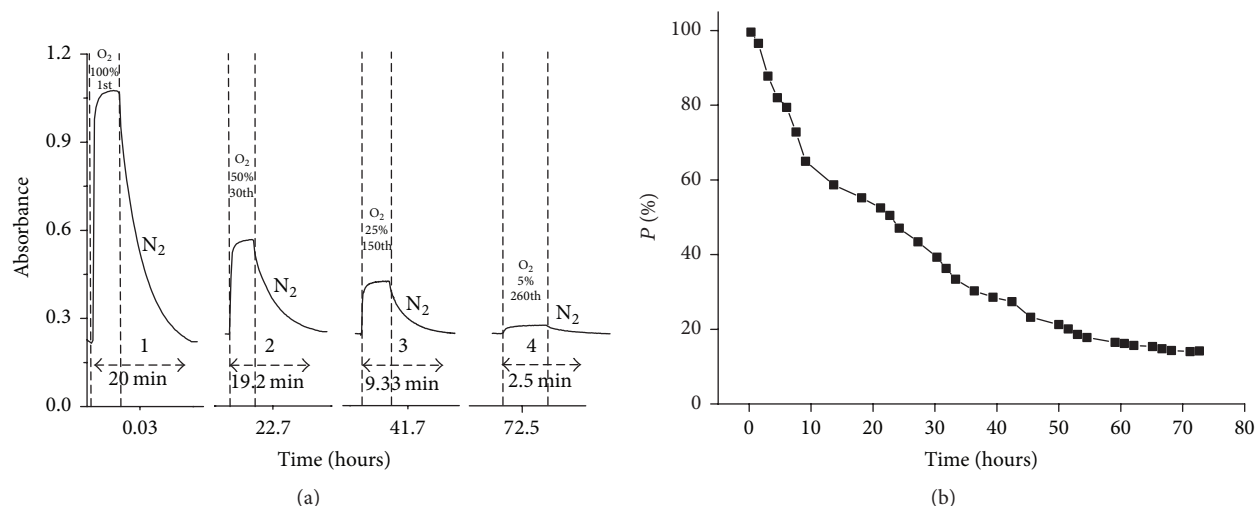 1.2
0.9
0.6
0.3
0.0
Absorbance
O₂
100%
1st
N₂
1
20 min
0.03
O₂
50%
30th
N₂
2
19.2 min
22.7
O₂
25%
150th
N₂
3
9.33 min
41.7
O₂
5%
260th
N₂
4
2.5 min
72.5
Time (hours)
(a)
100
80
60
40
20
0
P (%)
0 10 20 30 40 50 60 70 80
Time (hours)
(b)